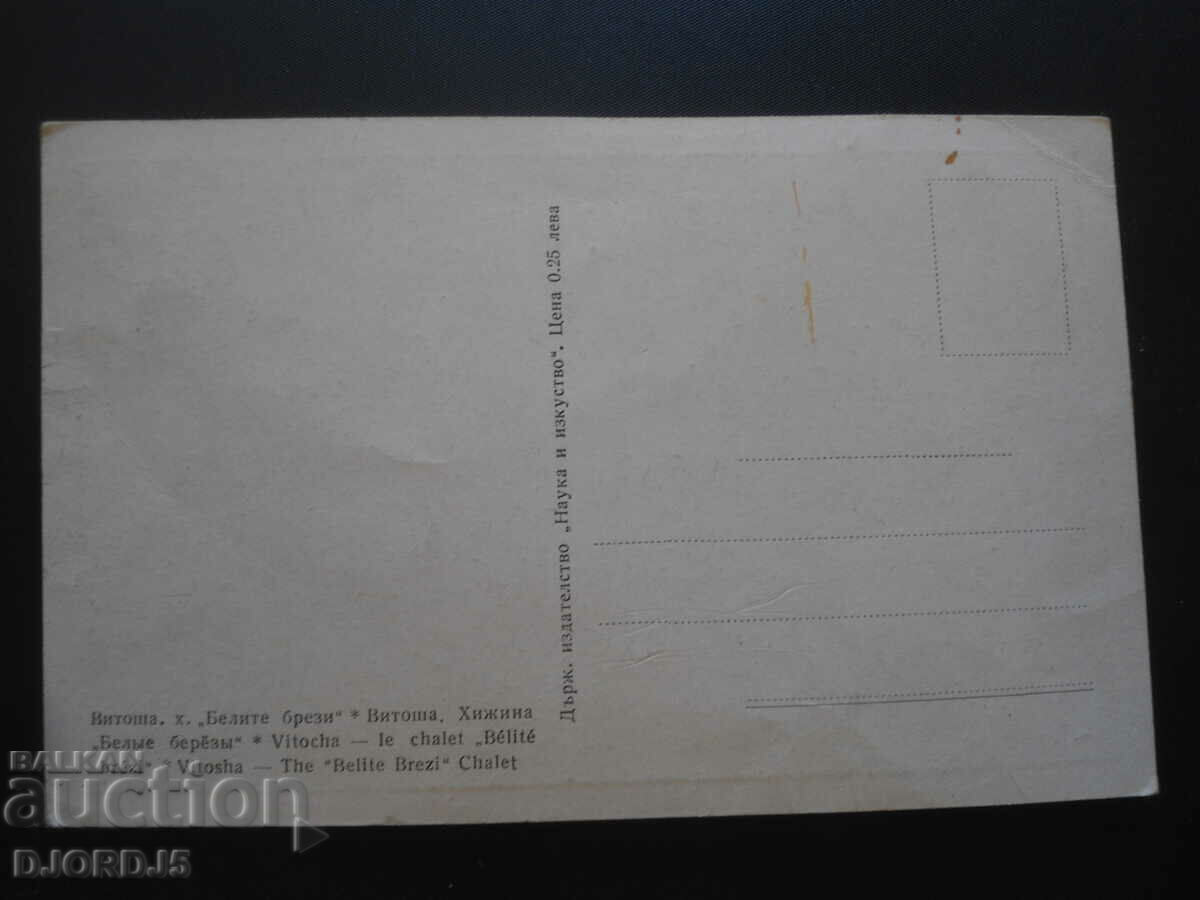 Витоша. х. „Белите брези“ * Витоша, Хижина
„Белые берёзы“ * Vitocha — le chalet „Bélité
Brézi“ * Vitosha — The “Belite Brezi“ Chalet
Държ. издателство „Наука и изкуство“. Цена 0.25 лева
BALKAN
auction
DJORDJ5